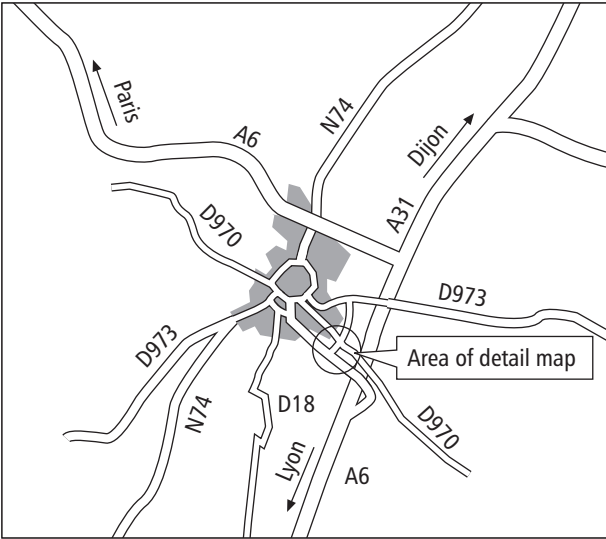 Paris
A6
N74
Dijon
A31
D970
D973
D973
Area of detail map
N74
D18
D970
Lyon
A6